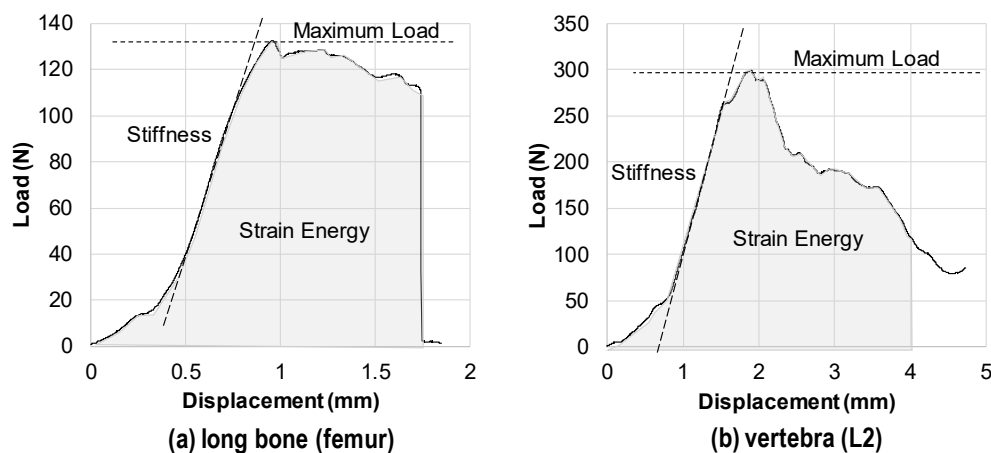 140
120
100
80
60
40
20
0
Load (N)
Maximum Load
Stiffness
Strain Energy
0 0.5 1 1.5 2
Displacement (mm)
(a) long bone (femur)
350
300
250
200
150
100
50
0
Load (N)
Maximum Load
Stiffness
Strain Energy
0 1 2 3 4 5
Displacement (mm)
(b) vertebra (L2)